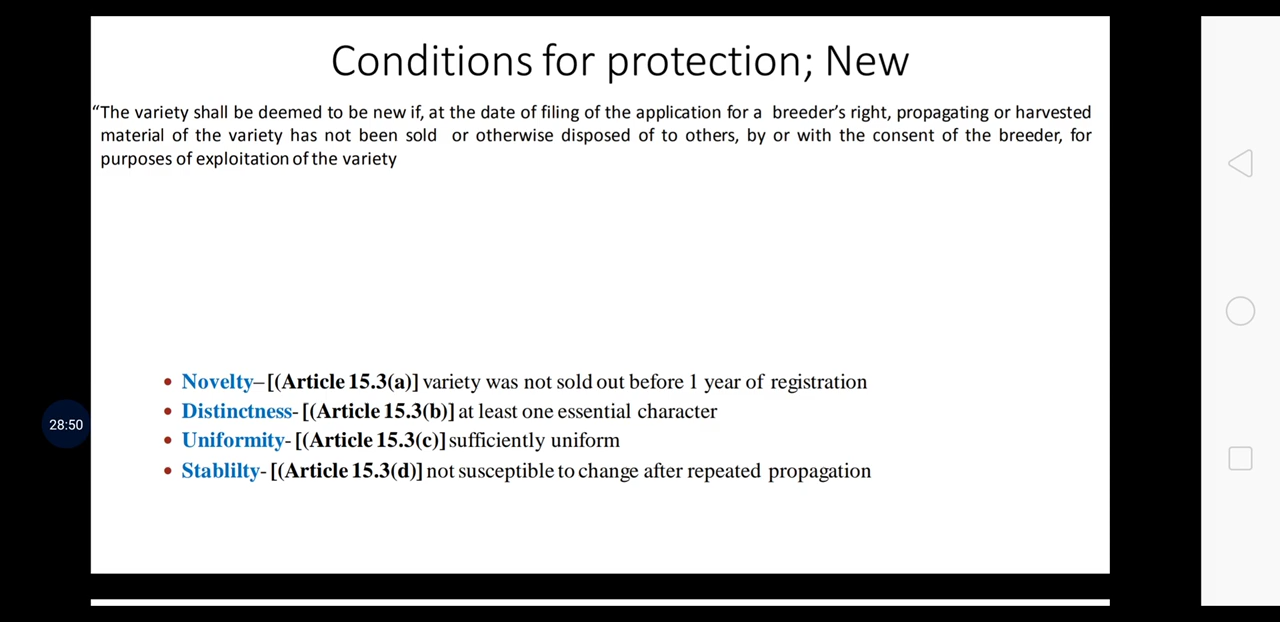 Conditions for protection; New
“The variety shall be deemed to be new if, at the date of filing of the application for a breeder’s right, propagating or harvested
material of the variety has not been sold or otherwise disposed of to others, by or with the consent of the breeder, for
purposes of exploitation of the variety
• Novelty–[(Article 15.3(a)] variety was not sold out before 1 year of registration
• Distinctness- [(Article 15.3(b)] at least one essential character
• Uniformity- [(Article 15.3(c)] sufficiently uniform
• Stablilty- [(Article 15.3(d)] not susceptible to change after repeated propagation
28:50